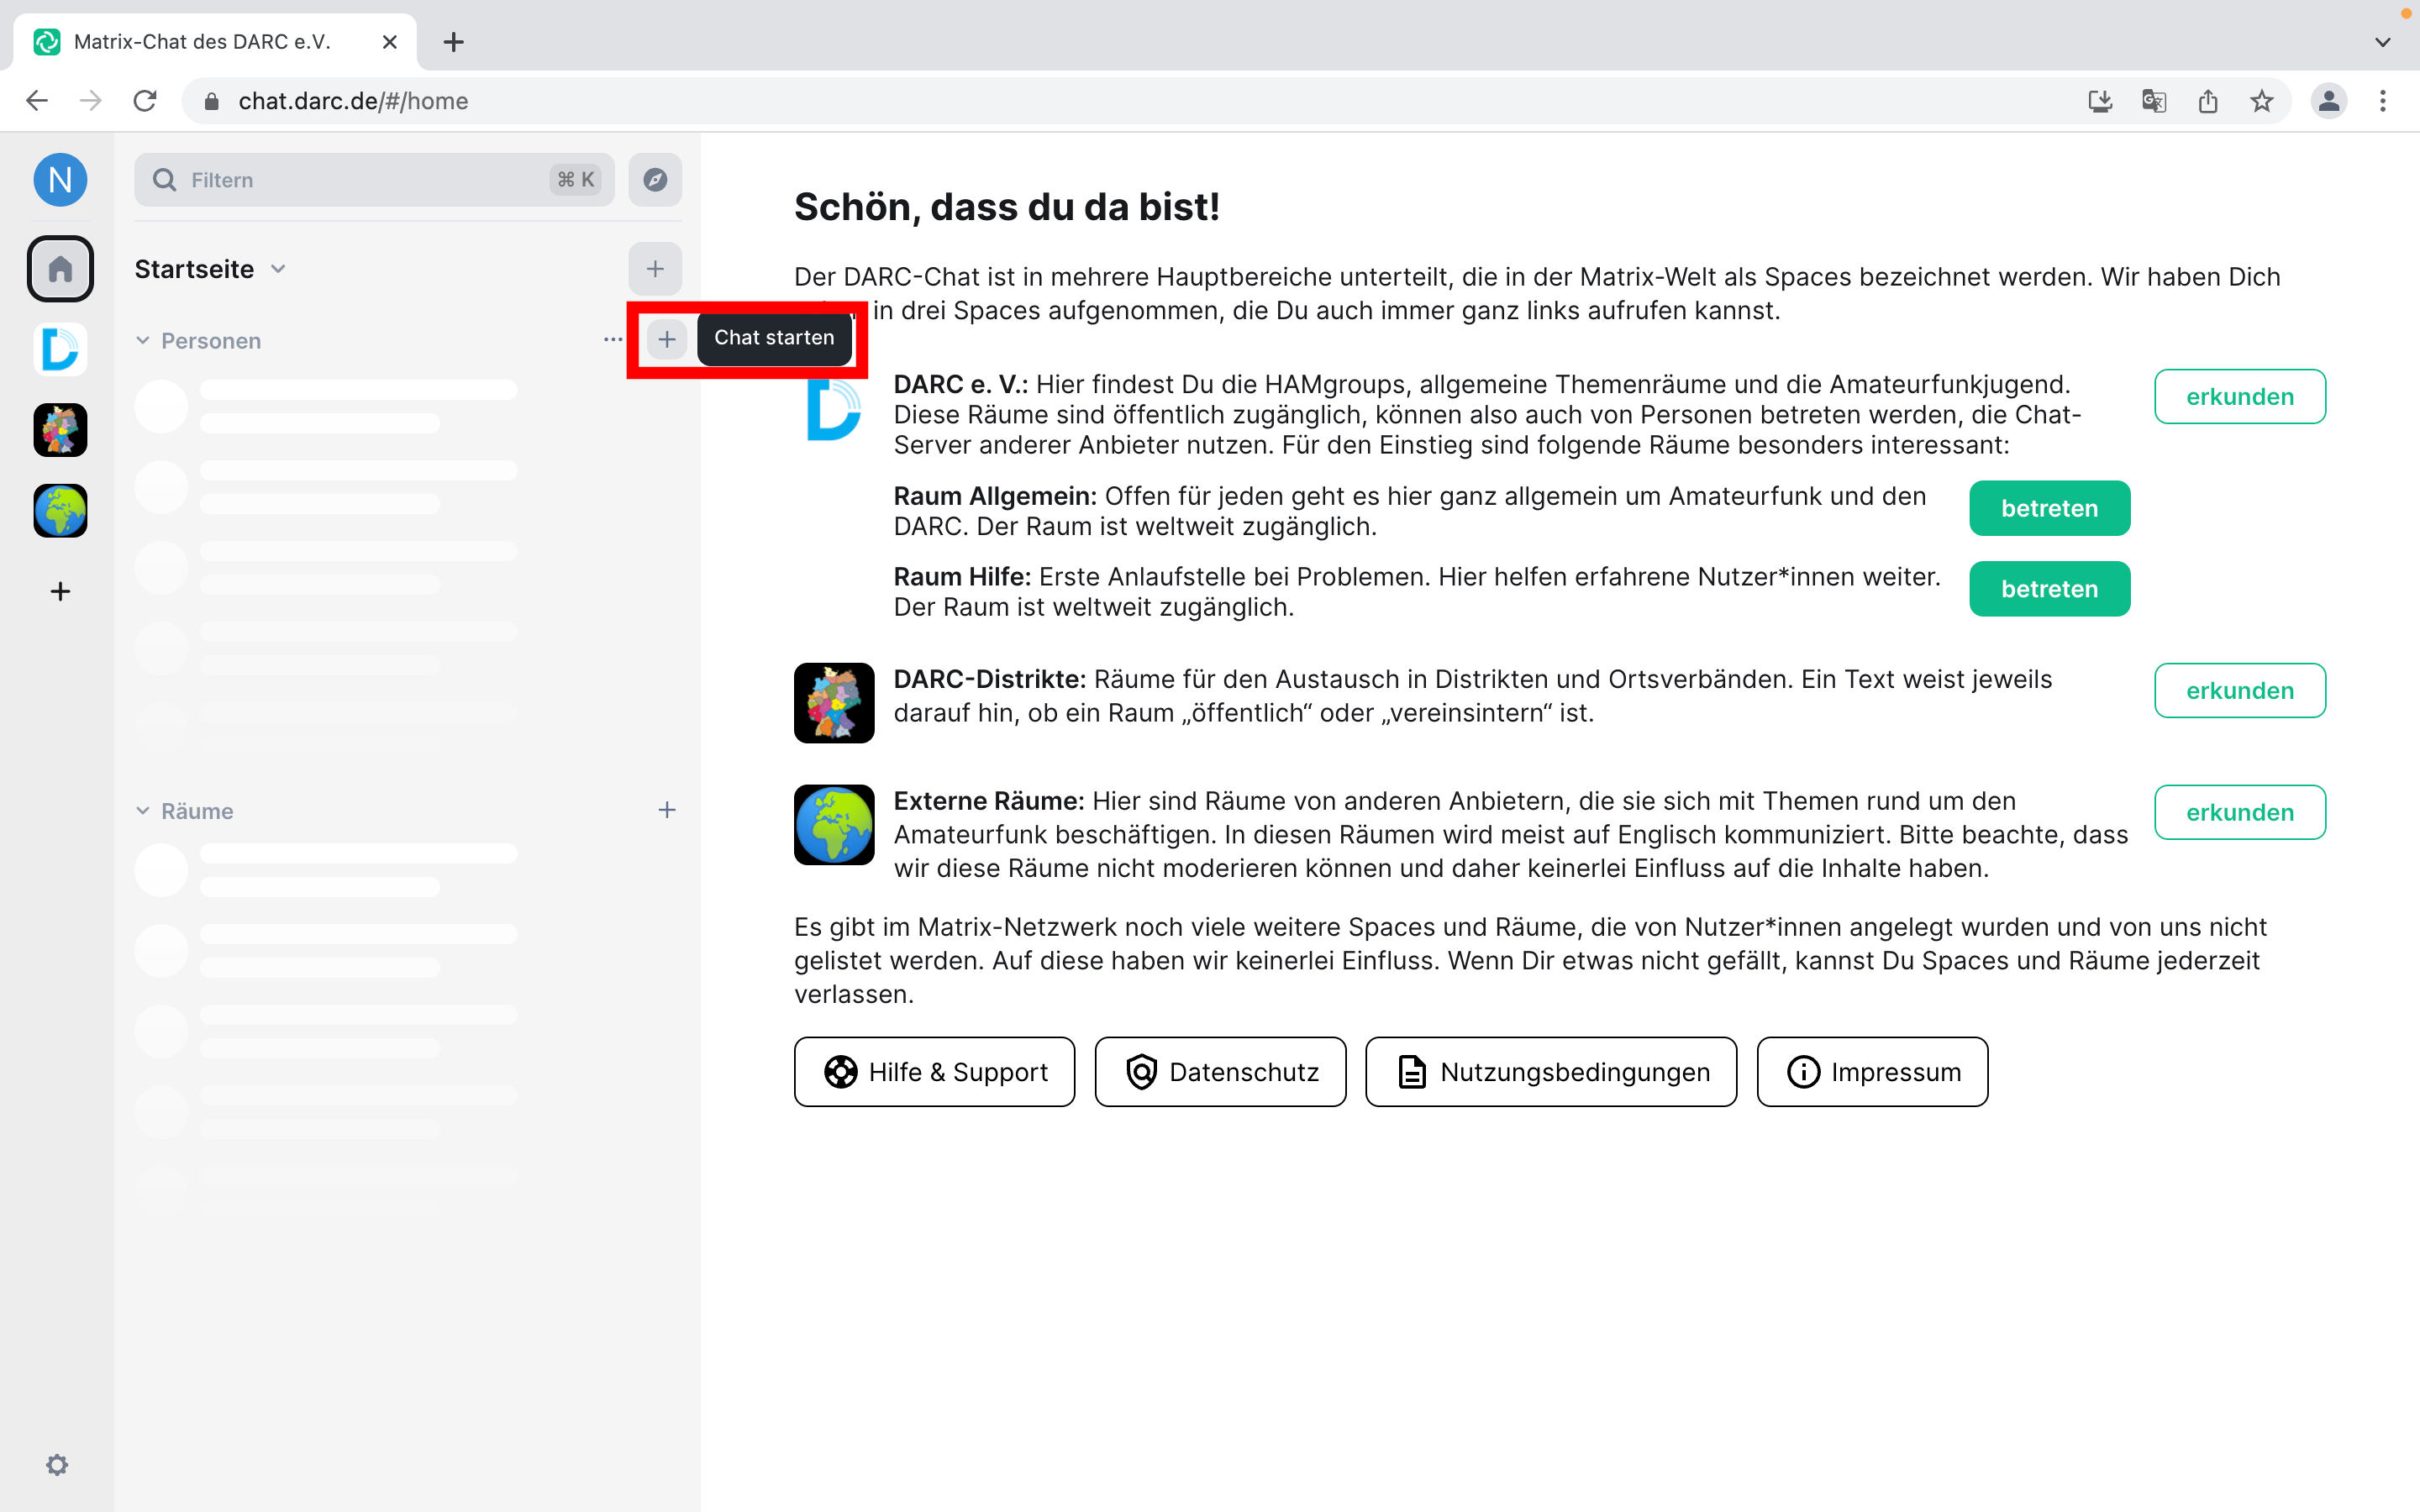 Matrix-Chat des DARC e.V.
chat.darc.de/#/home
N
Filtern
⌘ K
Startseite
Personen
Chat starten
Räume
Schön, dass du da bist!
Der DARC-Chat ist in mehrere Hauptbereiche unterteilt, die in der Matrix-Welt als Spaces bezeichnet werden. Wir haben Dich
in drei Spaces aufgenommen, die Du auch immer ganz links aufrufen kannst.
DARC e. V.: Hier findest Du die HAMgroups, allgemeine Themenräume und die Amateurfunkjugend.
Diese Räume sind öffentlich zugänglich, können also auch von Personen betreten werden, die Chat-
Server anderer Anbieter nutzen. Für den Einstieg sind folgende Räume besonders interessant:
erkunden
Raum Allgemein: Offen für jeden geht es hier ganz allgemein um Amateurfunk und den
DARC. Der Raum ist weltweit zugänglich.
betreten
Raum Hilfe: Erste Anlaufstelle bei Problemen. Hier helfen erfahrene Nutzer*innen weiter.
Der Raum ist weltweit zugänglich.
betreten
DARC-Distrikte: Räume für den Austausch in Distrikten und Ortsverbänden. Ein Text weist jeweils
darauf hin, ob ein Raum „öffentlich“ oder „vereinsintern“ ist.
erkunden
Externe Räume: Hier sind Räume von anderen Anbietern, die sie sich mit Themen rund um den
Amateurfunk beschäftigen. In diesen Räumen wird meist auf Englisch kommuniziert. Bitte beachte, dass
wir diese Räume nicht moderieren können und daher keinerlei Einfluss auf die Inhalte haben.
erkunden
Es gibt im Matrix-Netzwerk noch viele weitere Spaces und Räume, die von Nutzer*innen angelegt wurden und von uns nicht
gelistet werden. Auf diese haben wir keinerlei Einfluss. Wenn Dir etwas nicht gefällt, kannst Du Spaces und Räume jederzeit
verlassen.
Hilfe & Support
Datenschutz
Nutzungsbedingungen
Impressum